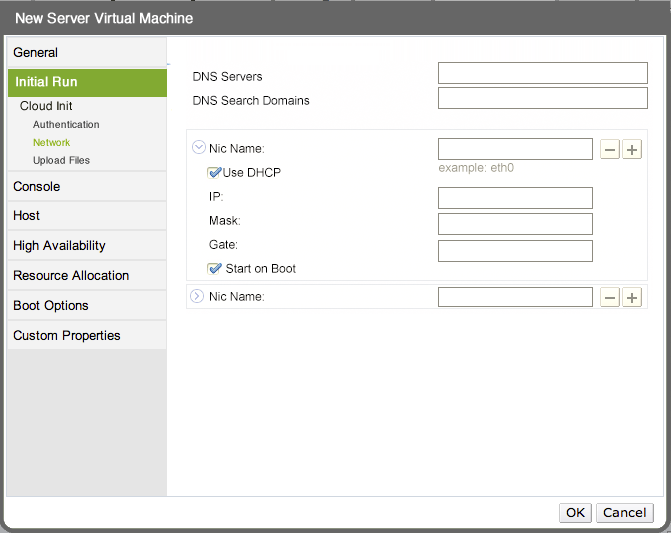 New Server Virtual Machine
General
Initial Run
Cloud Init
Authentication
Network
Upload Files
Console
Host
High Availability
Resource Allocation
Boot Options
Custom Properties
DNS Servers
DNS Search Domains
Nic Name:
example: eth0
Use DHCP
IP:
Mask:
Gate:
Start on Boot
Nic Name:
OK Cancel